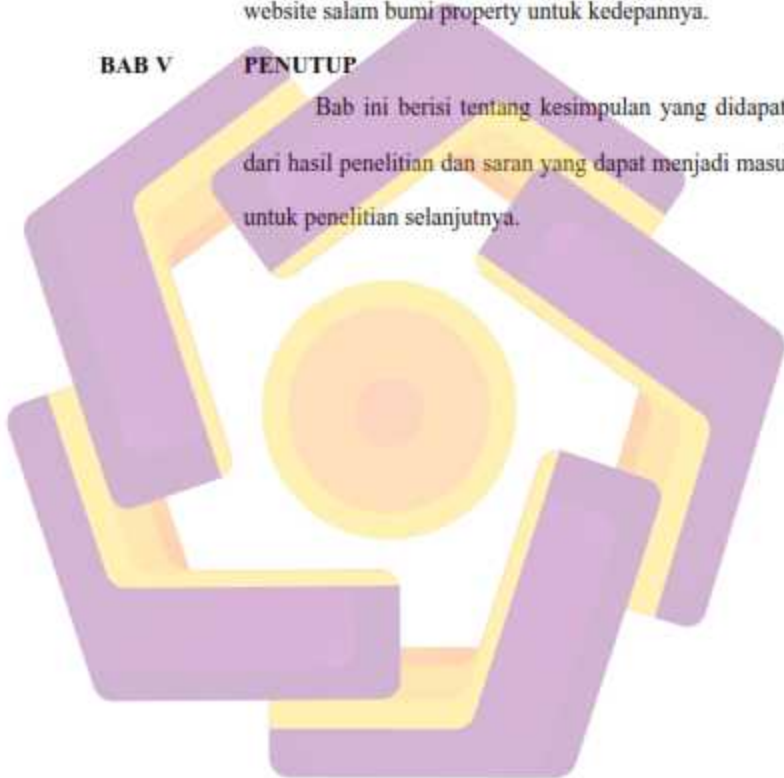 website salam bumi property untuk kedepannya.
BAB V PENUTUP
Bab ini berisi tentang kesimpulan yang didapat
dari hasil penelitian dan saran yang dapat menjadi masu
untuk penelitian selanjutnya.